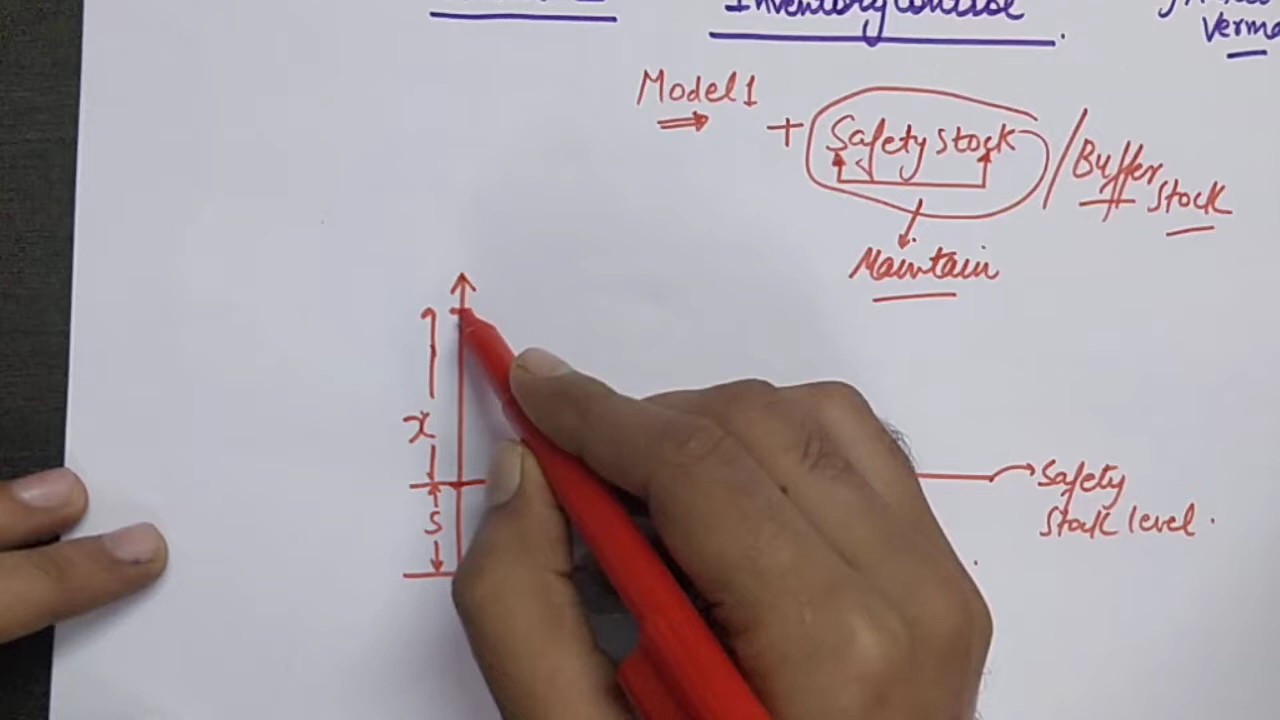 Inventory Control.
Verma
Model 1
+ Safety stock / Buffer
stock
Maintain
x
S
Safety
Stock level.